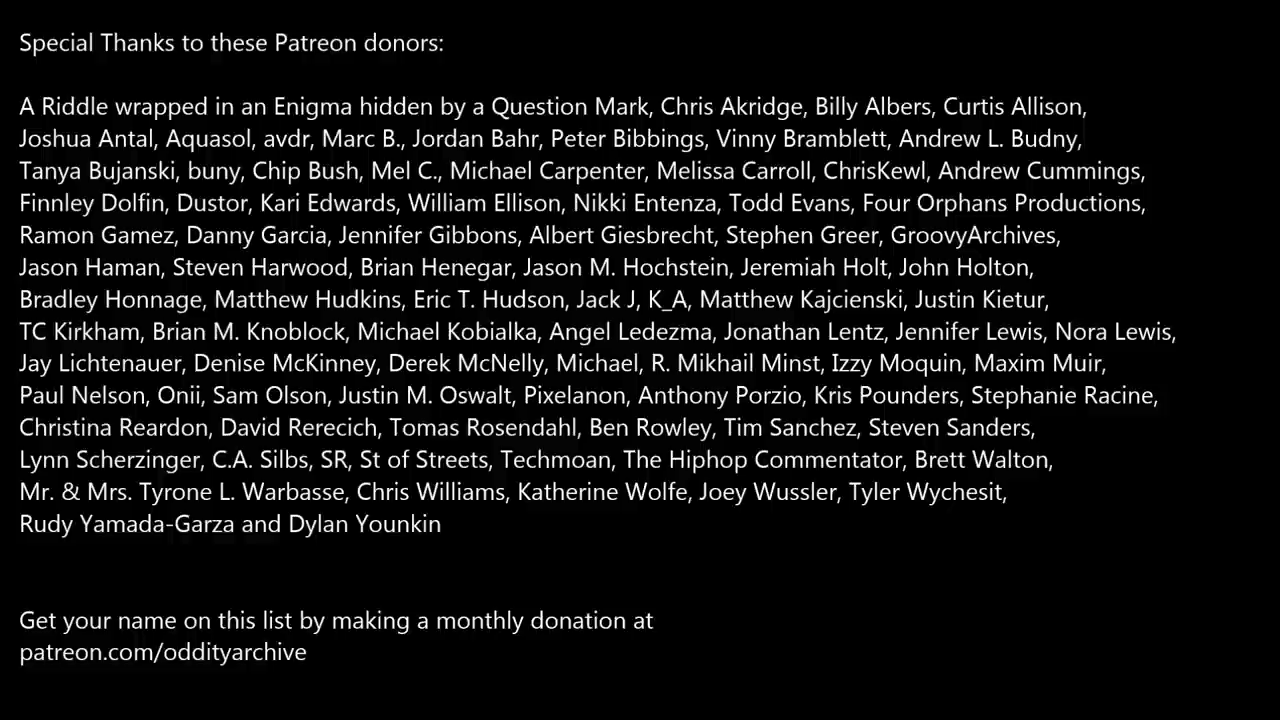 Special Thanks to these Patreon donors:
A Riddle wrapped in an Enigma hidden by a Question Mark, Chris Akridge, Billy Albers, Curtis Allison,
Joshua Antal, Aquasol, avdr, Marc B., Jordan Bahr, Peter Bibbings, Vinny Bramblett, Andrew L. Budny,
Tanya Bujanski, buny, Chip Bush, Mel C., Michael Carpenter, Melissa Carroll, ChrisKewl, Andrew Cummings,
Finnley Dolfin, Dustor, Kari Edwards, William Ellison, Nikki Entenza, Todd Evans, Four Orphans Productions,
Ramon Gamez, Danny Garcia, Jennifer Gibbons, Albert Giesbrecht, Stephen Greer, GroovyArchives,
Jason Haman, Steven Harwood, Brian Henegar, Jason M. Hochstein, Jeremiah Holt, John Holton,
Bradley Honnage, Matthew Hudkins, Eric T. Hudson, Jack J, K_A, Matthew Kajcienski, Justin Kietur,
TC Kirkham, Brian M. Knoblock, Michael Kobialka, Angel Ledezma, Jonathan Lentz, Jennifer Lewis, Nora Lewis,
Jay Lichtenauer, Denise McKinney, Derek McNelly, Michael, R. Mikhail Minst, Izzy Moquin, Maxim Muir,
Paul Nelson, Onii, Sam Olson, Justin M. Oswalt, Pixelanon, Anthony Porzio, Kris Pounders, Stephanie Racine,
Christina Reardon, David Rerecich, Tomas Rosendahl, Ben Rowley, Tim Sanchez, Steven Sanders,
Lynn Scherzinger, C.A. Silbs, SR, St of Streets, Techmoan, The Hiphop Commentator, Brett Walton,
Mr. & Mrs. Tyrone L. Warbasse, Chris Williams, Katherine Wolfe, Joey Wussler, Tyler Wychesit,
Rudy Yamada-Garza and Dylan Younkin
Get your name on this list by making a monthly donation at
patreon.com/oddityarchive